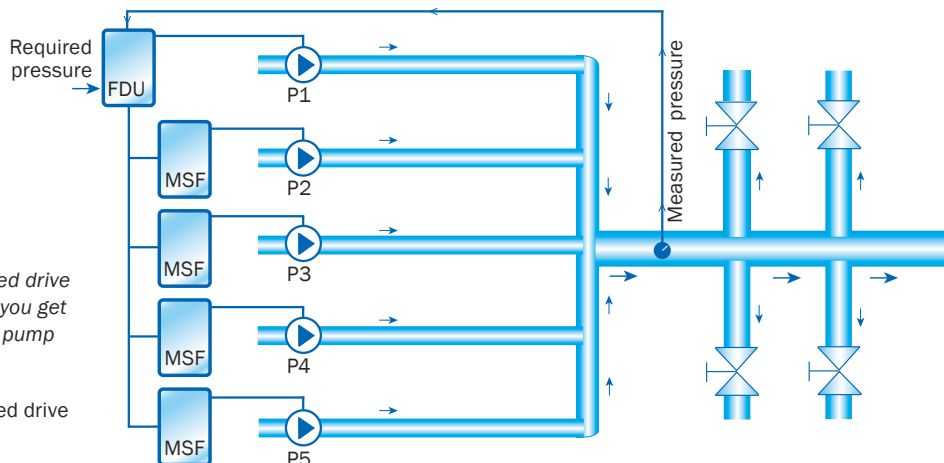 Required
pressure
FDU
P1
MSF
P2
MSF
P3
MSF
P4
MSF
P5
Measured pressure
ed drive
you get
pump
ed drive